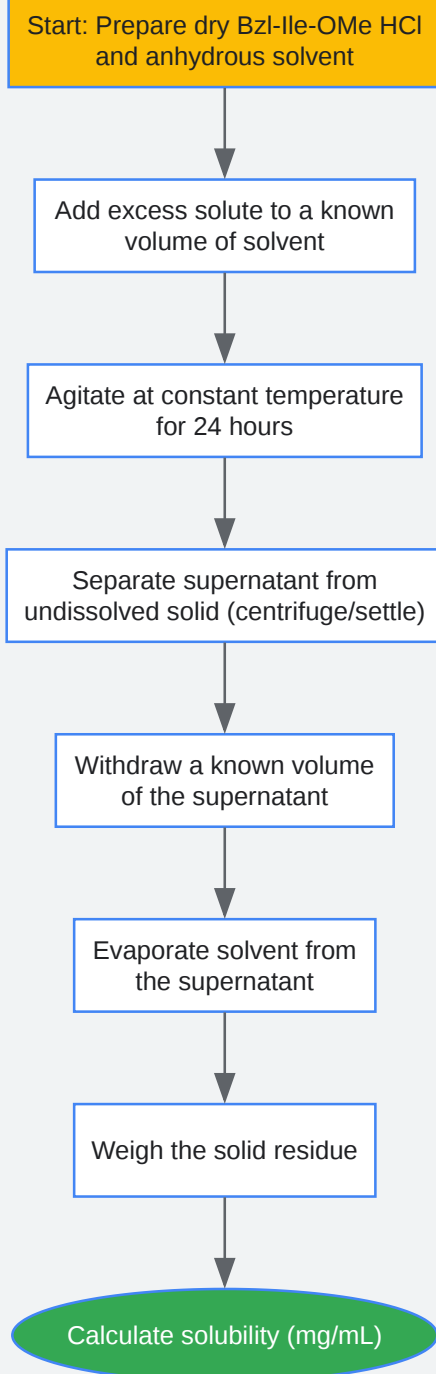 Start: Prepare dry Bzl-Ile-OMe HCl
and anhydrous solvent
Add excess solute to a known
volume of solvent
Agitate at constant temperature
for 24 hours
Separate supernatant from
undissolved solid (centrifuge/settle)
Withdraw a known volume
of the supernatant
Evaporate solvent from
the supernatant
Weigh the solid residue
Calculate solubility (mg/mL)